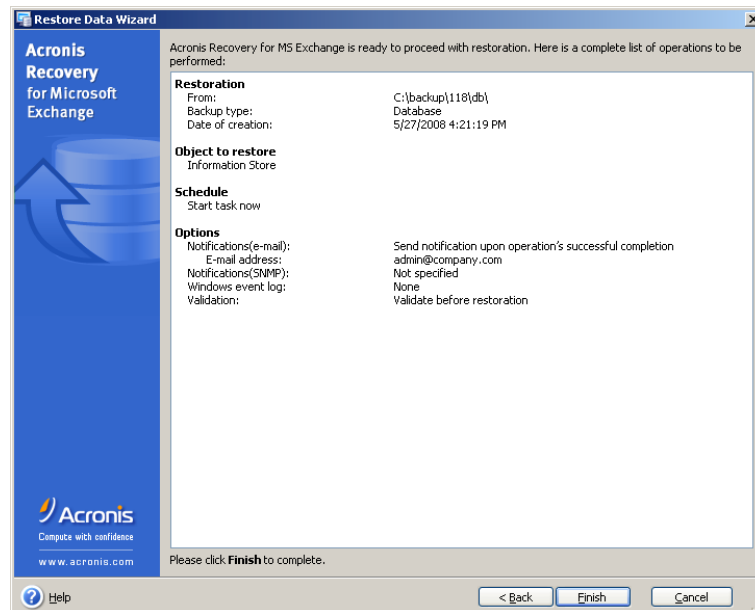 Restore Data Wizard
Acronis
Recovery
for Microsoft
Exchange
Acronis Recovery for MS Exchange is ready to proceed with restoration. Here is a complete list of operations to be
performed:
Restoration
From: C:\backup\118\db\
Backup type: Database
Date of creation: 5/27/2008 4:21:19 PM
Object to restore
Information Store
Schedule
Start task now
Options
Notifications(e-mail): Send notification upon operation's successful completion
E-mail address: admin@company.com
Notifications(SNMP): Not specified
Windows event log: None
Validation: Validate before restoration
Acronis
Compute with confidence
www.acronis.com
Please click Finish to complete.
Help
< Back
Finish
Cancel